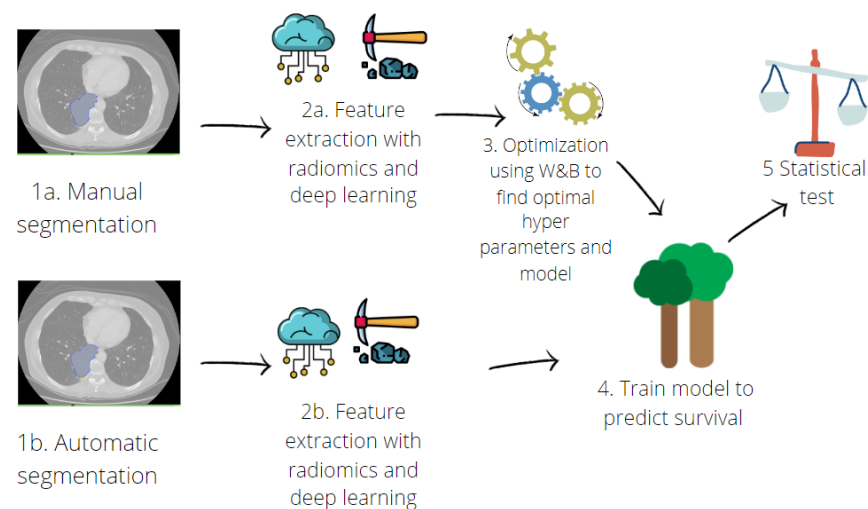 1a. Manual
segmentation
2a. Feature
extraction with
radiomics and
deep learning
3. Optimization
using W&B to
find optimal
hyper
parameters and
model
5 Statistical
test
1b. Automatic
segmentation
2b. Feature
extraction with
radiomics and
deep learning
4. Train model to
predict survival